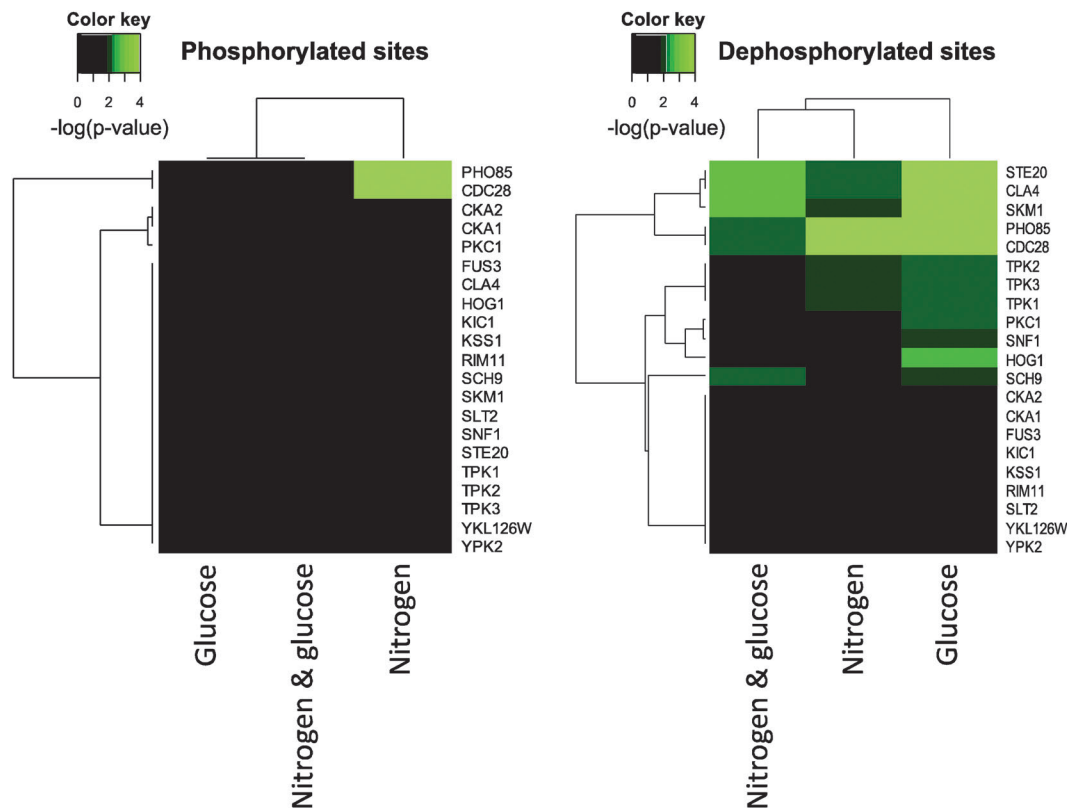 Color key
Phosphorylated sites
0 2 4
-log(p-value)
PHO85
CDC28
CKA2
CKA1
PKC1
FUS3
CLA4
HOG1
KIC1
KSS1
RIM11
SCH9
SKM1
SLT2
SNF1
STE20
TPK1
TPK2
TPK3
YKL126W
YPK2
Glucose
Nitrogen & glucose
Nitrogen
Color key
Dephosphorylated sites
0 2 4
-log(p-value)
STE20
CLA4
SKM1
PHO85
CDC28
TPK2
TPK3
TPK1
PKC1
SNF1
HOG1
SCH9
CKA2
CKA1
FUS3
KIC1
KSS1
RIM11
SLT2
YKL126W
YPK2
Nitrogen & glucose
Nitrogen
Glucose